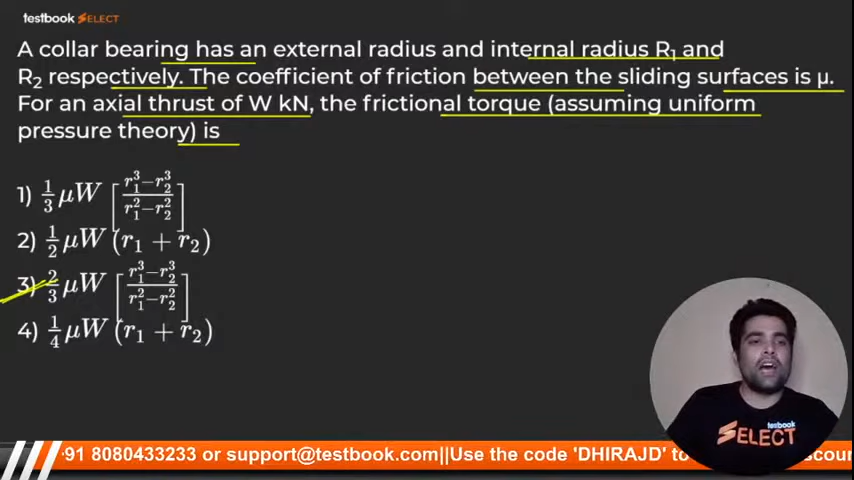 testbook SELECT
A collar bearing has an external radius and internal radius R₁ and
R₂ respectively. The coefficient of friction between the sliding surfaces is μ.
For an axial thrust of W kN, the frictional torque (assuming uniform
pressure theory) is
1) 1/3 μW [(r₁³−r₂³)/(r₁²−r₂²)]
2) 1/2 μW (r₁ + r₂)
3) 2/3 μW [(r₁³−r₂³)/(r₁²−r₂²)]
4) 1/4 μW (r₁ + r₂)
testbook
SELECT
91 8080433233 or support@testbook.com||Use the code 'DHIRAJD' to